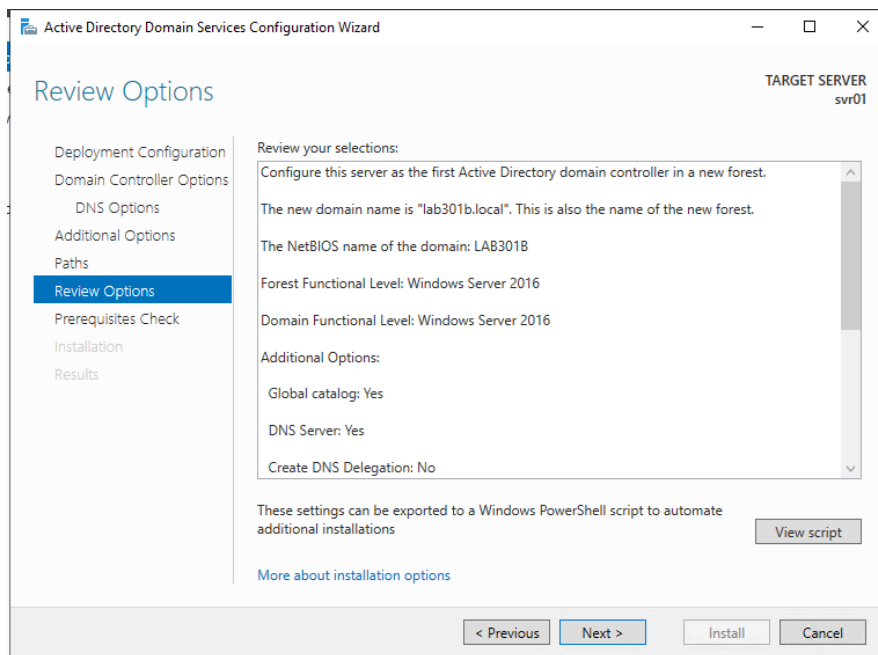 Active Directory Domain Services Configuration Wizard
Review Options
TARGET SERVER
svr01
Deployment Configuration
Domain Controller Options
DNS Options
Additional Options
Paths
Review Options
Prerequisites Check
Installation
Results
Review your selections:
Configure this server as the first Active Directory domain controller in a new forest.
The new domain name is "lab301b.local". This is also the name of the new forest.
The NetBIOS name of the domain: LAB301B
Forest Functional Level: Windows Server 2016
Domain Functional Level: Windows Server 2016
Additional Options:
Global catalog: Yes
DNS Server: Yes
Create DNS Delegation: No
These settings can be exported to a Windows PowerShell script to automate
additional installations
View script
More about installation options
< Previous
Next >
Install
Cancel